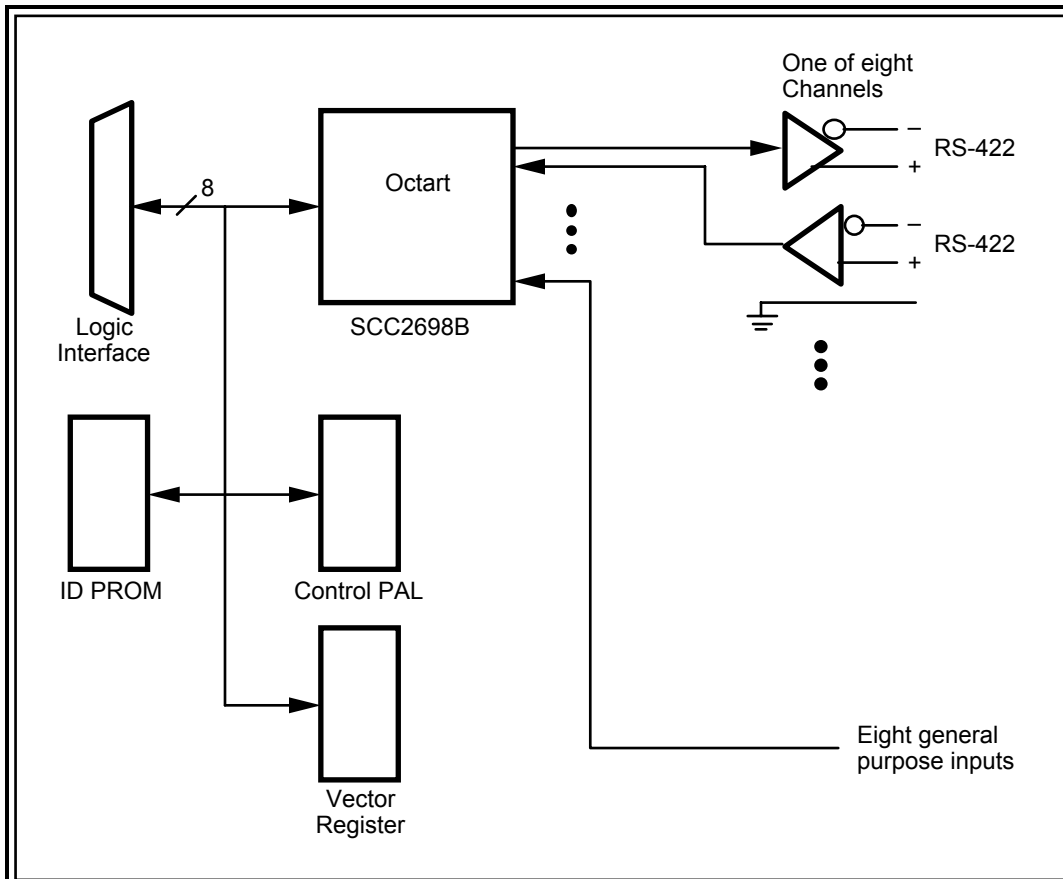 One of eight
Channels
–
RS-422
+
8
Octart
–
RS-422
+
Logic
Interface
SCC2698B
ID PROM
Control PAL
Eight general
purpose inputs
Vector
Register